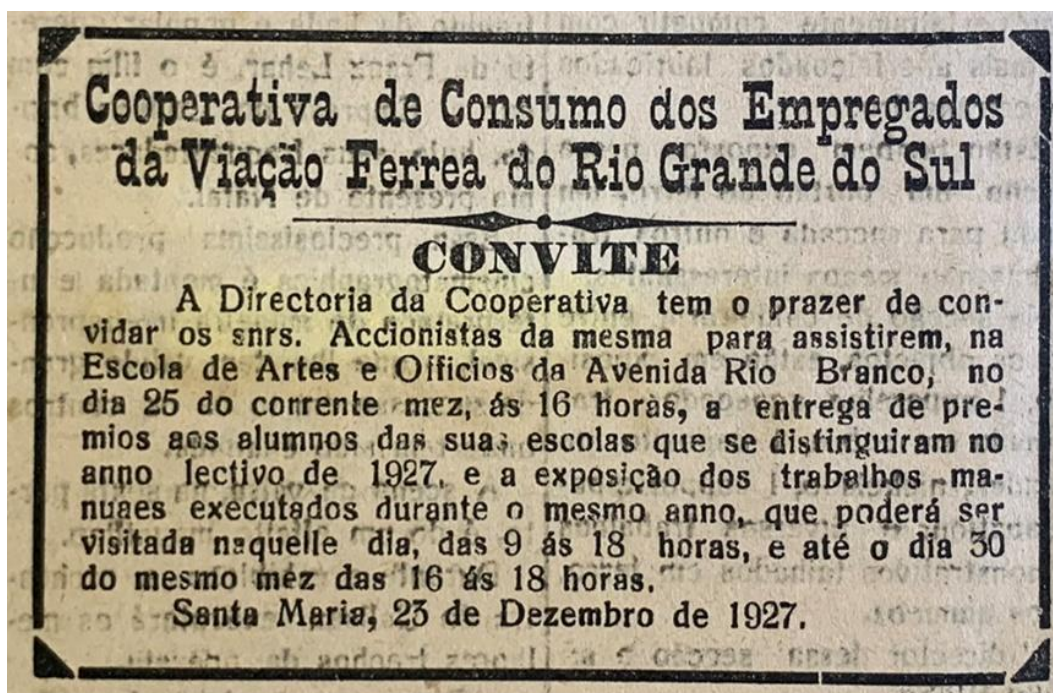 Cooperativa de Consumo dos Empregados
da Viação Ferrea do Rio Grande do Sul
CONVITE
A Directoria da Cooperativa tem o prazer de con-
vidar os snrs. Accionistas da mesma para assistirem, na
Escola de Artes e Officios da Avenida Rio Branco, no
dia 25 do corrente mez, ás 16 horas, a entrega de pre-
mios aos alumnos das suas escolas que se distinguiram no
anno lectivo de 1927, e a exposição dos trabalhos ma-
nuaes executados durante o mesmo anno, que poderá ser
visitada naquelle dia, das 9 ás 18 horas, e até o dia 30
do mesmo mez das 16 ás 18 horas.
Santa Maria, 23 de Dezembro de 1927.